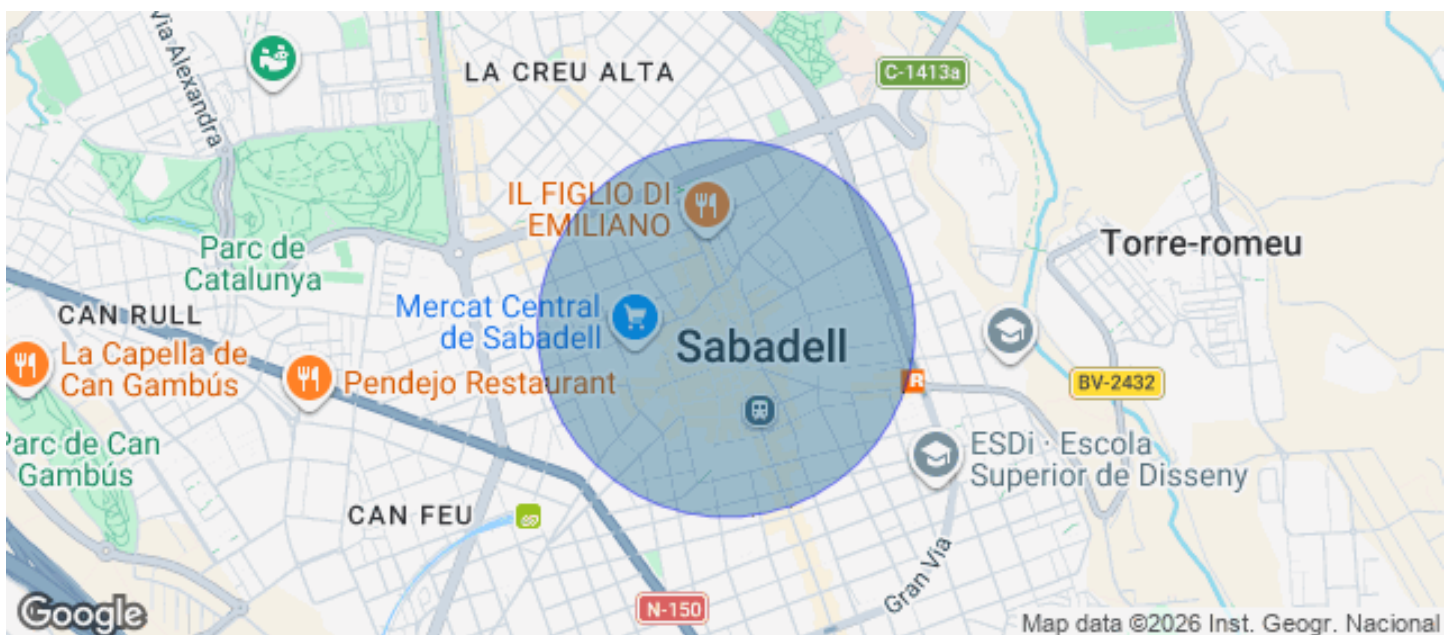 Via Alexandra
LA CREU ALTA
C-1413a
IL FIGLIO DI
EMILIANO
Parc de
Catalunya
Torre-romeu
CAN RULL
Mercat Central
de Sabadell
Sabadell
La Capella de
Can Gambús
Pendejo Restaurant
R
BV-2432
Parc de Can
Gambús
ESDi · Escola
Superior de Disseny
CAN FEU
Gran Via
N-150
Google
Map data ©2026 Inst. Geogr. Nacional